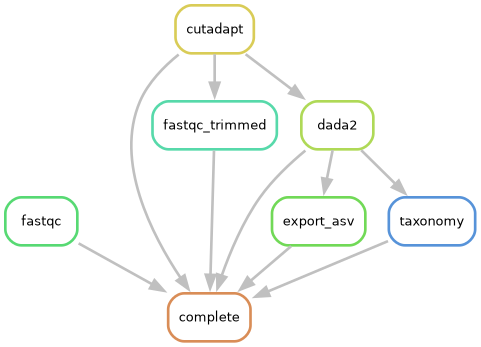 cutadapt
fastqc_trimmed
dada2
fastqc
export_asv
taxonomy
complete